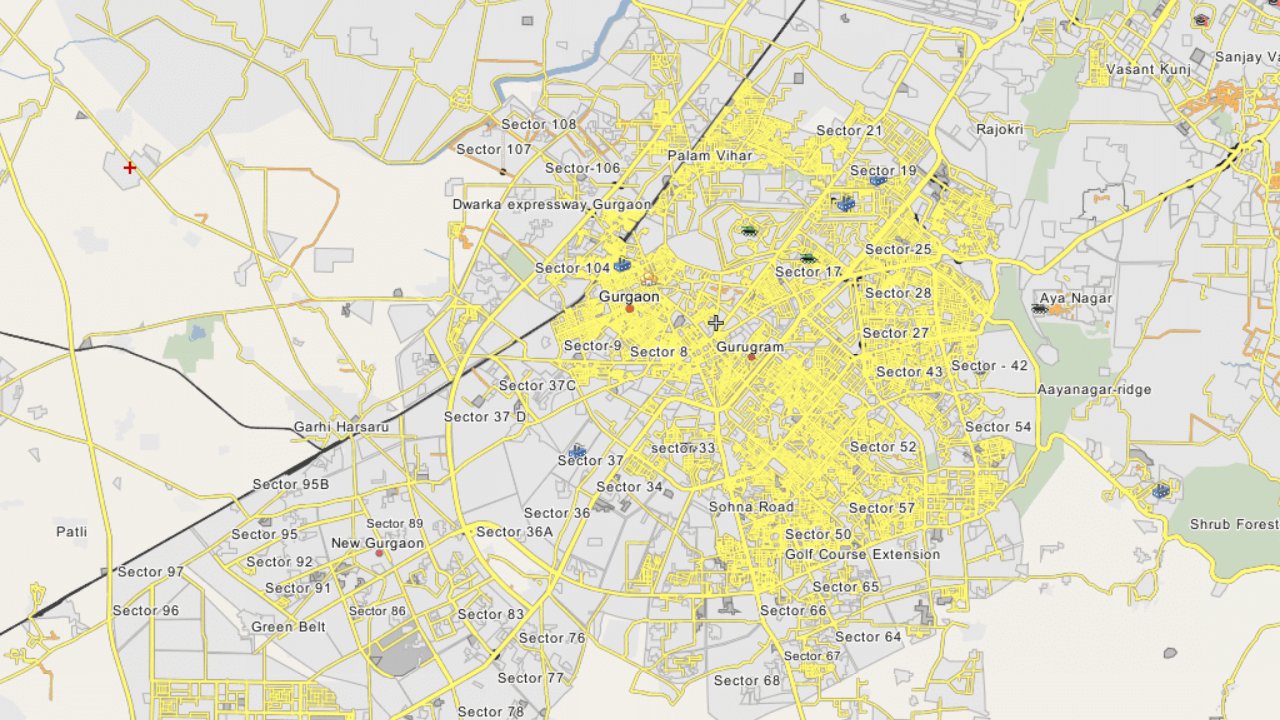 Sanjay Va
Vasant Kunj
Sector 108
Sector 21
Rajokri
Sector 107
Palam Vihar
Sector-106
Sector 19
Dwarka expressway Gurgaon
Sector-25
Sector 104
Sector 17
Sector 28
Gurgaon
Aya Nagar
Sector 27
Sector-9
Sector 8
Gurugram
Sector - 42
Sector 43
Sector 37C
Aayanagar-ridge
Sector 37 D
Garhi Harsaru
Sector 54
sector-33
Sector 52
Sector 37
Sector 95B
Sector 34
Sohna Road
Sector 57
Sector 36
Sector 89
Shrub Forest
Patli
Sector 95
Sector 36A
Sector 50
New Gurgaon
Golf Course Extension
Sector 92
Sector 97
Sector 91
Sector 65
Sector 96
Sector 86
Sector 83
Sector 66
Green Belt
Sector 76
Sector 64
Sector 67
Sector 77
Sector 68
Sector 78